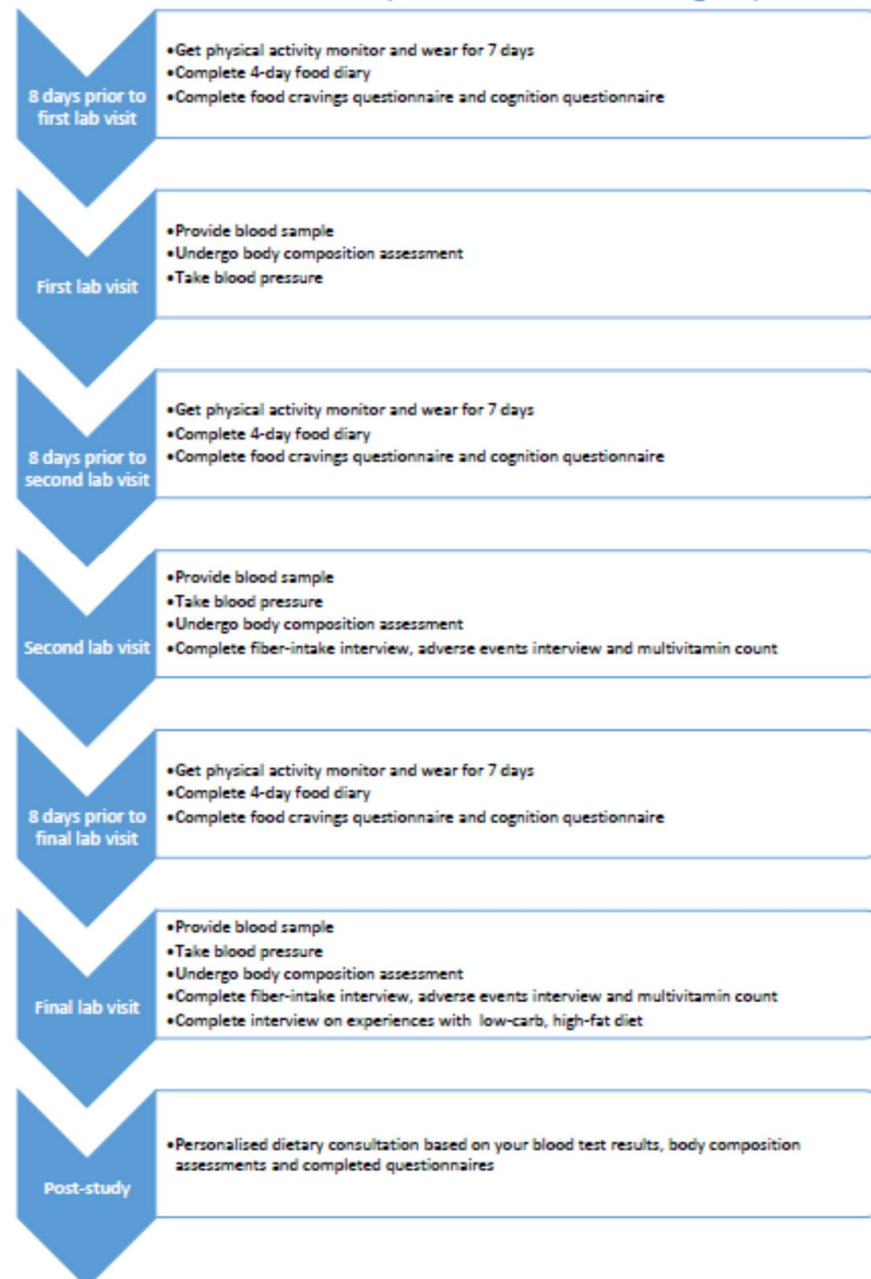 8 days prior to
first lab visit
•Get physical activity monitor and wear for 7 days
•Complete 4-day food diary
•Complete food cravings questionnaire and cognition questionnaire
First lab visit
•Provide blood sample
•Undergo body composition assessment
•Take blood pressure
8 days prior to
second lab visit
•Get physical activity monitor and wear for 7 days
•Complete 4-day food diary
•Complete food cravings questionnaire and cognition questionnaire
Second lab visit
•Provide blood sample
•Take blood pressure
•Undergo body composition assessment
•Complete fiber-intake interview, adverse events interview and multivitamin count
8 days prior to
final lab visit
•Get physical activity monitor and wear for 7 days
•Complete 4-day food diary
•Complete food cravings questionnaire and cognition questionnaire
Final lab visit
•Provide blood sample
•Take blood pressure
•Undergo body composition assessment
•Complete fiber-intake interview, adverse events interview and multivitamin count
•Complete interview on experiences with low-carb, high-fat diet
Post-study
•Personalised dietary consultation based on your blood test results, body composition
assessments and completed questionnaires